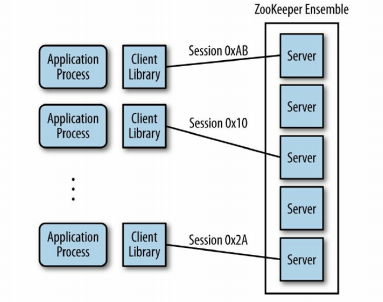 ZooKeeper Ensemble
Application
Process
Client
Library
Session 0xAB
Server
Server
Application
Process
Client
Library
Session 0x10
Server
Server
Application
Process
Client
Library
Session 0x2A
Server